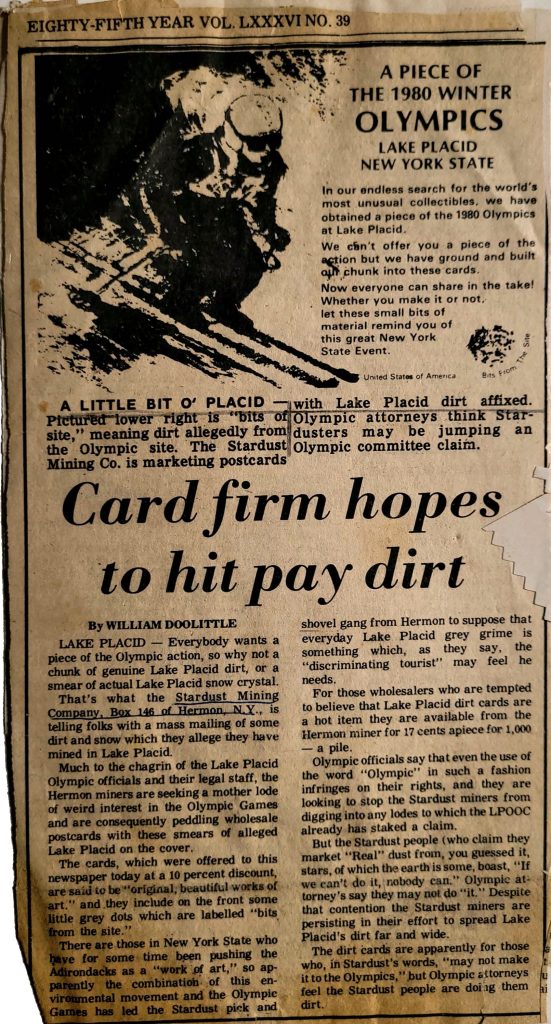 EIGHTY-FIFTH YEAR VOL. LXXXVI NO. 39
A PIECE OF
THE 1980 WINTER
OLYMPICS
LAKE PLACID
NEW YORK STATE
In our endless search for the world's
most unusual collectibles, we have
obtained a piece of the 1980 Olympics
at Lake Placid.
We can't offer you a piece of the
action but we have ground and built
our chunk into these cards.
Now everyone can share in the take!
Whether you make it or not,
let these small bits of
material remind you of
this great New York
State Event.
United States of America
Bits From The Site
A LITTLE BIT O' PLACID —
Pictured lower right is "bits of
site," meaning dirt allegedly from
the Olympic site. The Stardust
Mining Co. is marketing postcards
with Lake Placid dirt affixed.
Olympic attorneys think Star-
dusters may be jumping an
Olympic committee claim.
Card firm hopes
to hit pay dirt
By WILLIAM DOOLITTLE
LAKE PLACID — Everybody wants a
piece of the Olympic action, so why not a
chunk of genuine Lake Placid dirt, or a
smear of actual Lake Placid snow crystal.
That's what the Stardust Mining
Company, Box 146 of Hermon, N.Y., is
telling folks with a mass mailing of some
dirt and snow which they allege they have
mined in Lake Placid.
Much to the chagrin of the Lake Placid
Olympic officials and their legal staff, the
Hermon miners are seeking a mother lode
of weird interest in the Olympic Games
and are consequently peddling wholesale
postcards with these smears of alleged
Lake Placid on the cover.
The cards, which were offered to this
newspaper today at a 10 percent discount,
are said to be "original, beautiful works of
art." and they include on the front some
little grey dots which are labelled "bits
from the site."
There are those in New York State who
have for some time been pushing the
Adirondacks as a "work of art," so ap-
parently the combination of this en-
vironmental movement and the Olympic
Games has led the Stardust pick and
shovel gang from Hermon to suppose that
everyday Lake Placid grey grime is
something which, as they say, the
"discriminating tourist" may feel he
needs.
For those wholesalers who are tempted
to believe that Lake Placid dirt cards are
a hot item they are available from the
Hermon miner for 17 cents apiece for 1,000
— a pile.
Olympic officials say that even the use of
the word "Olympic" in such a fashion
infringes on their rights, and they are
looking to stop the Stardust miners from
digging into any lodes to which the LPOOC
already has staked a claim.
But the Stardust people (who claim they
market "Real" dust from, you guessed it,
stars, of which the earth is some, boast, "If
we can't do it, nobody can." Olympic at-
torney's say they may not do "it." Despite
that contention the Stardust miners are
persisting in their effort to spread Lake
Placid's dirt far and wide.
The dirt cards are apparently for those
who, in Stardust's words, "may not make
it to the Olympics," but Olympic attorneys
feel the Stardust people are doing them
dirt.